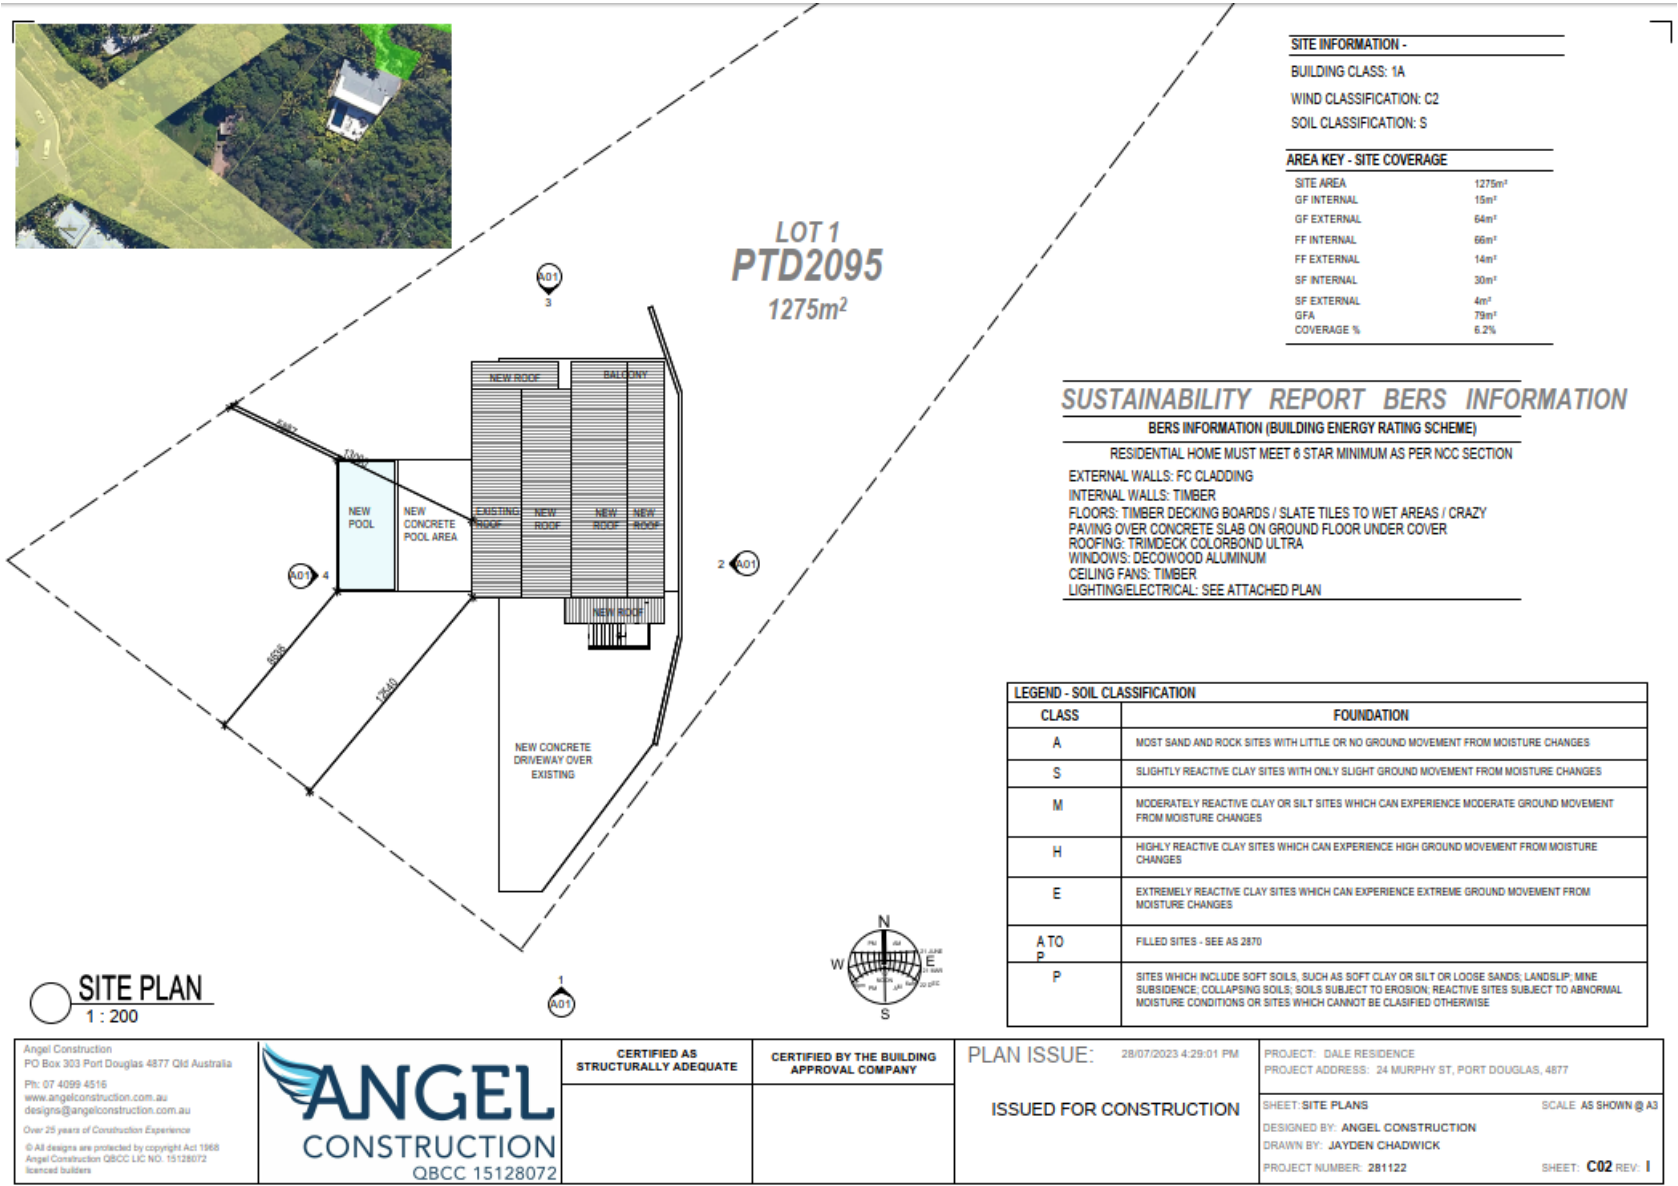 SITE INFORMATION -
BUILDING CLASS: 1A
WIND CLASSIFICATION: C2
SOIL CLASSIFICATION: S
AREA KEY - SITE COVERAGE
SITE AREA 1275m²
GF INTERNAL 15m²
GF EXTERNAL 64m²
FF INTERNAL 66m²
FF EXTERNAL 14m²
SF INTERNAL 30m²
SF EXTERNAL 4m²
GFA 79m²
COVERAGE % 6.2%
LOT 1
PTD2095
1275m²
A01
3
NEW ROOF
BALCONY
5887
13000
NEW
POOL
NEW
CONCRETE
POOL AREA
EXISTING
ROOF
NEW
ROOF
NEW
ROOF
NEW
ROOF
A01 4
2 A01
NEW ROOF
8636
12540
NEW CONCRETE
DRIVEWAY OVER
EXISTING
1
A01
SUSTAINABILITY REPORT BERS INFORMATION
BERS INFORMATION (BUILDING ENERGY RATING SCHEME)
RESIDENTIAL HOME MUST MEET 6 STAR MINIMUM AS PER NCC SECTION
EXTERNAL WALLS: FC CLADDING
INTERNAL WALLS: TIMBER
FLOORS: TIMBER DECKING BOARDS / SLATE TILES TO WET AREAS / CRAZY
PAVING OVER CONCRETE SLAB ON GROUND FLOOR UNDER COVER
ROOFING: TRIMDECK COLORBOND ULTRA
WINDOWS: DECOWOOD ALUMINUM
CEILING FANS: TIMBER
LIGHTING/ELECTRICAL: SEE ATTACHED PLAN
LEGEND - SOIL CLASSIFICATION
CLASS FOUNDATION
A MOST SAND AND ROCK SITES WITH LITTLE OR NO GROUND MOVEMENT FROM MOISTURE CHANGES
S SLIGHTLY REACTIVE CLAY SITES WITH ONLY SLIGHT GROUND MOVEMENT FROM MOISTURE CHANGES
M MODERATELY REACTIVE CLAY OR SILT SITES WHICH CAN EXPERIENCE MODERATE GROUND MOVEMENT
FROM MOISTURE CHANGES
H HIGHLY REACTIVE CLAY SITES WHICH CAN EXPERIENCE HIGH GROUND MOVEMENT FROM MOISTURE
CHANGES
E EXTREMELY REACTIVE CLAY SITES WHICH CAN EXPERIENCE EXTREME GROUND MOVEMENT FROM
MOISTURE CHANGES
A TO
P FILLED SITES - SEE AS 2870
P SITES WHICH INCLUDE SOFT SOILS, SUCH AS SOFT CLAY OR SILT OR LOOSE SANDS; LANDSLIP; MINE
SUBSIDENCE; COLLAPSING SOILS; SOILS SUBJECT TO EROSION; REACTIVE SITES SUBJECT TO ABNORMAL
MOISTURE CONDITIONS OR SITES WHICH CANNOT BE CLASIFIED OTHERWISE
N
PM AM
21 JUNE
W E
21 MAR
NOON
22 DEC
PM AM
S
SITE PLAN
1 : 200
Angel Construction
PO Box 303 Port Douglas 4877 Qld Australia
Ph: 07 4099 4516
www.angelconstruction.com.au
designs@angelconstruction.com.au
Over 25 years of Construction Experience
© All designs are protected by copyright Act 1968
Angel Construction QBCC LIC NO. 15128072
licenced builders
ANGEL
CONSTRUCTION
QBCC 15128072
CERTIFIED AS
STRUCTURALLY ADEQUATE
CERTIFIED BY THE BUILDING
APPROVAL COMPANY
PLAN ISSUE: 28/07/2023 4:29:01 PM
ISSUED FOR CONSTRUCTION
PROJECT: DALE RESIDENCE
PROJECT ADDRESS: 24 MURPHY ST, PORT DOUGLAS, 4877
SHEET: SITE PLANS SCALE AS SHOWN @ A3
DESIGNED BY: ANGEL CONSTRUCTION
DRAWN BY: JAYDEN CHADWICK
PROJECT NUMBER: 281122 SHEET: C02 REV: I